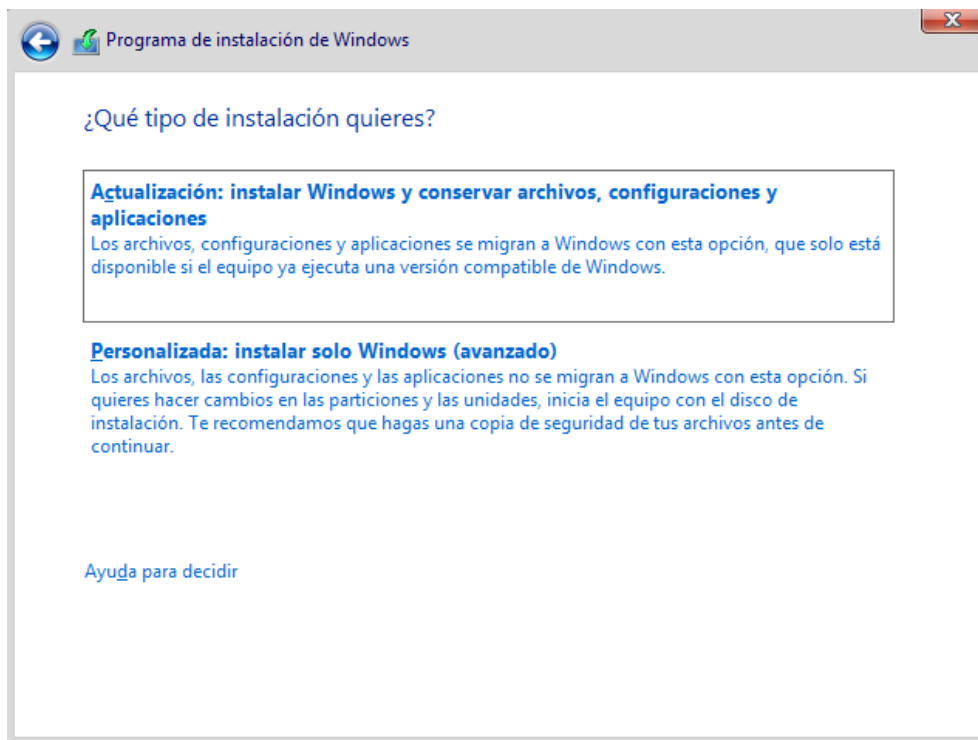 Programa de instalación de Windows
¿Qué tipo de instalación quieres?
Actualización: instalar Windows y conservar archivos, configuraciones y
aplicaciones
Los archivos, configuraciones y aplicaciones se migran a Windows con esta opción, que solo está
disponible si el equipo ya ejecuta una versión compatible de Windows.
Personalizada: instalar solo Windows (avanzado)
Los archivos, las configuraciones y las aplicaciones no se migran a Windows con esta opción. Si
quieres hacer cambios en las particiones y las unidades, inicia el equipo con el disco de
instalación. Te recomendamos que hagas una copia de seguridad de tus archivos antes de
continuar.
Ayuda para decidir